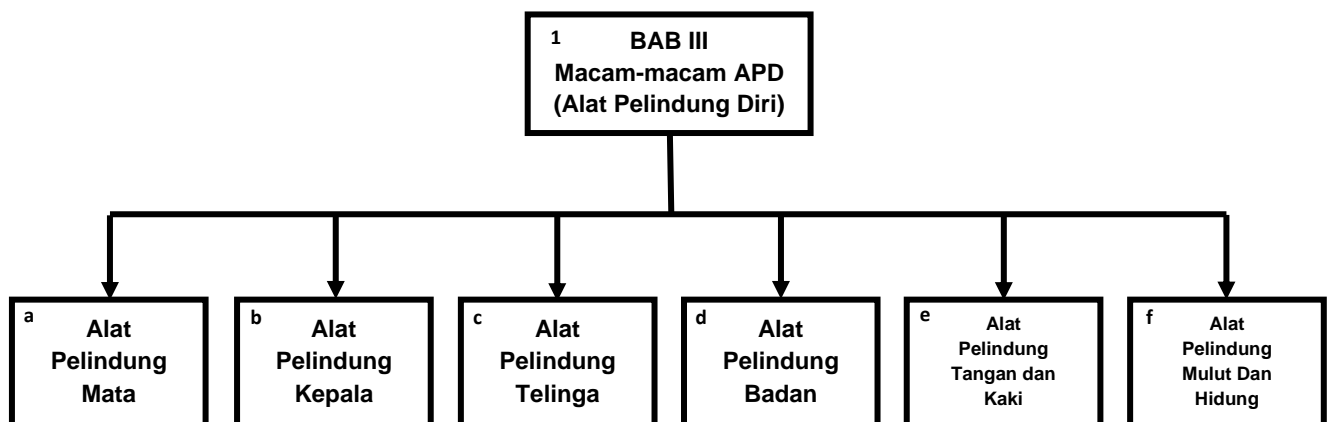 1
BAB III
Macam-macam APD
(Alat Pelindung Diri)
a
Alat
Pelindung
Mata
b
Alat
Pelindung
Kepala
c
Alat
Pelindung
Telinga
d
Alat
Pelindung
Badan
e
Alat
Pelindung
Tangan dan
Kaki
f
Alat
Pelindung
Mulut Dan
Hidung